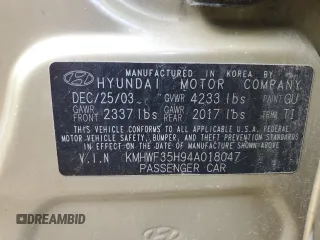 MANUFACTURED IN KOREA BY
HYUNDAI MOTOR COMPANY
DEC/25/03 GVWR 4233 lbs PAINT GU
GAWR FRONT 2337 lbs GAWR REAR 2017 lbs TRIM TI
THIS VEHICLE CONFORMS TO ALL APPLICABLE FEDERAL
MOTOR VEHICLE SAFETY, BUMPER, AND THEFT PREVENTION
STANDARDS IN EFFECT ON THE DATE OF MANUFACTURE
SHOWN ABOVE.
V.I.N KMHWF35H94A018047
PASSENGER CAR
DREAMBID